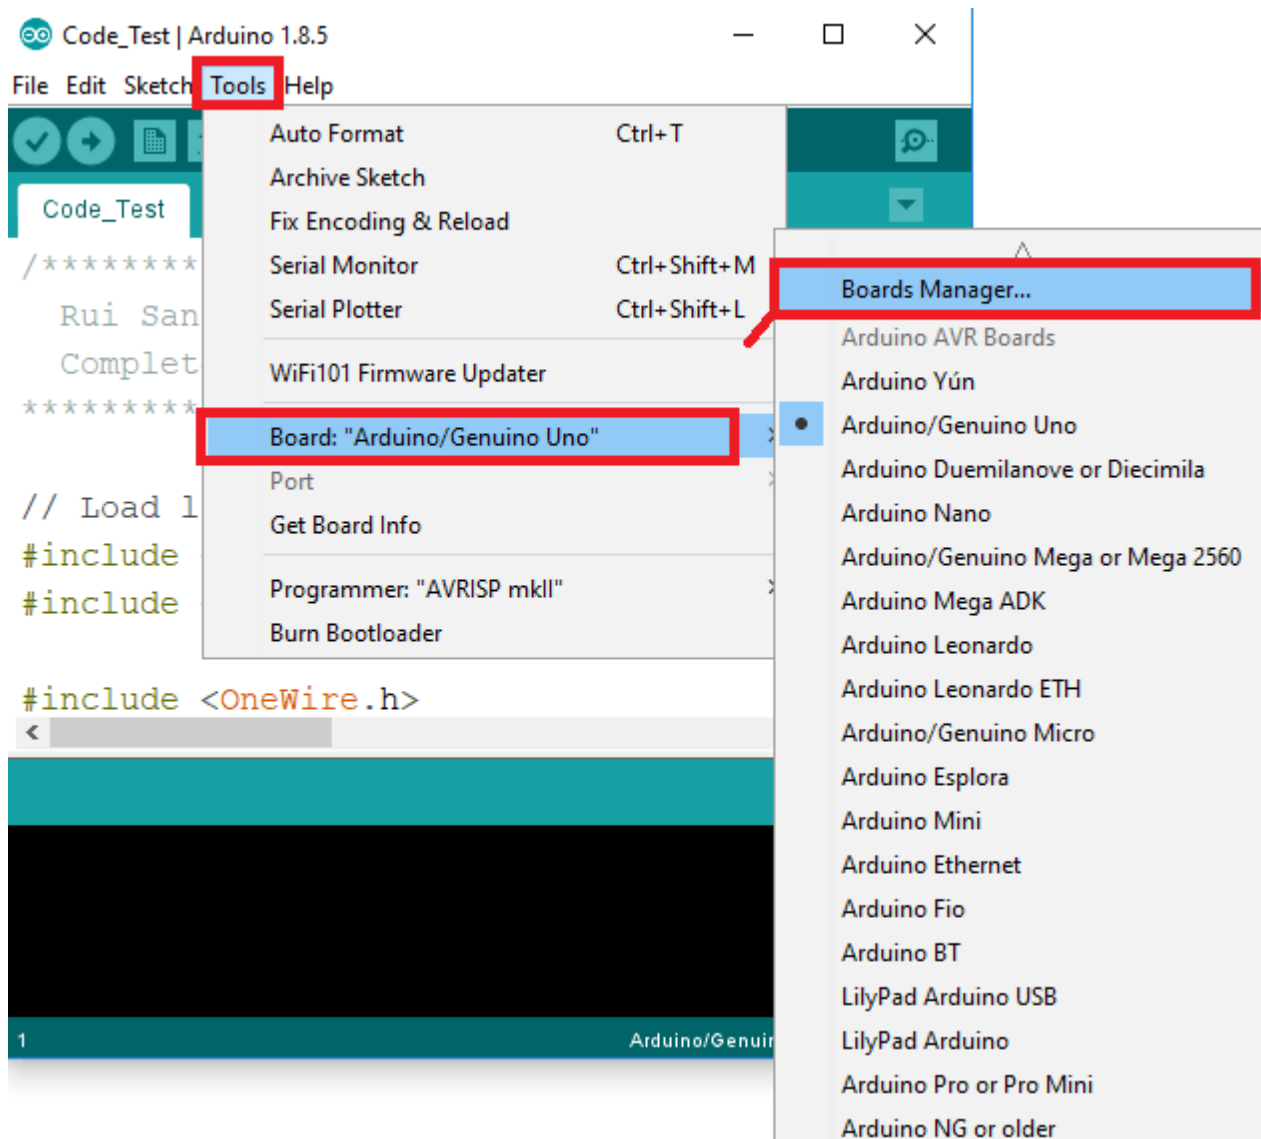 Code_Test | Arduino 1.8.5
File Edit Sketch Tools Help
Auto Format Ctrl+T
Archive Sketch
Fix Encoding & Reload
Serial Monitor Ctrl+Shift+M
Serial Plotter Ctrl+Shift+L
WiFi101 Firmware Updater
Board: "Arduino/Genuino Uno"
Port
Get Board Info
Programmer: "AVRISP mkII"
Burn Bootloader
Boards Manager...
Arduino AVR Boards
Arduino Yún
Arduino/Genuino Uno
Arduino Duemilanove or Diecimila
Arduino Nano
Arduino/Genuino Mega or Mega 2560
Arduino Mega ADK
Arduino Leonardo
Arduino Leonardo ETH
Arduino/Genuino Micro
Arduino Esplora
Arduino Mini
Arduino Ethernet
Arduino Fio
Arduino BT
LilyPad Arduino USB
LilyPad Arduino
Arduino Pro or Pro Mini
Arduino NG or older
Code_Test
/*********
Rui San
Complet
*********
// Load l
#include
#include
#include <OneWire.h>
1
Arduino/Genuin